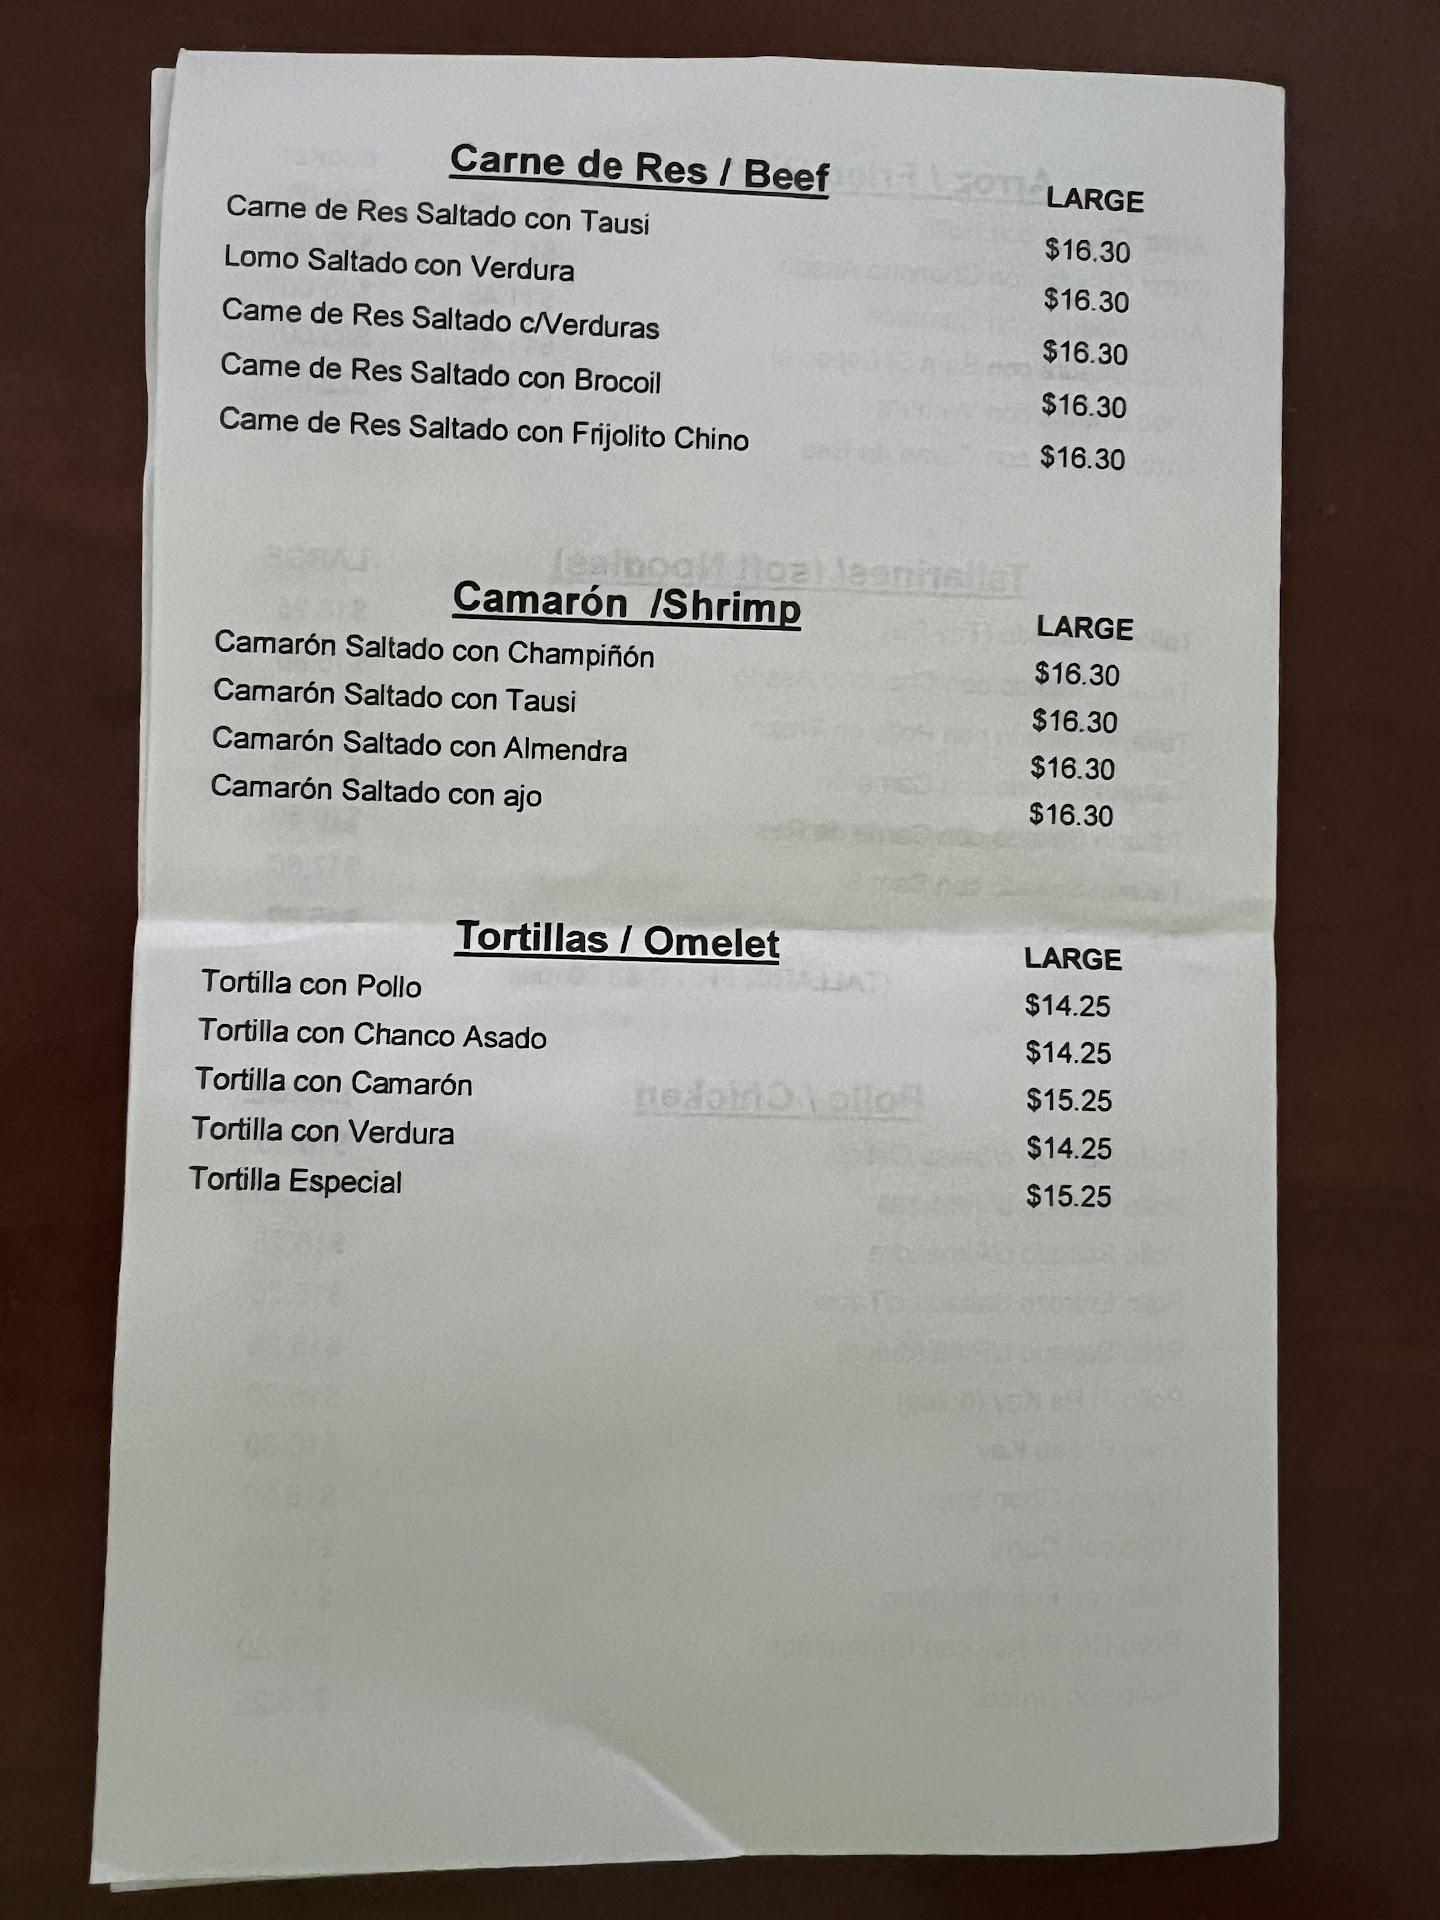 Carne de Res / Beef LARGE
Carne de Res Saltado con Tausi $16.30
Lomo Saltado con Verdura $16.30
Carne de Res Saltado c/Verduras $16.30
Carne de Res Saltado con Brocoil $16.30
Carne de Res Saltado con Frijolito Chino $16.30
Camarón /Shrimp LARGE
Camarón Saltado con Champiñón $16.30
Camarón Saltado con Tausi $16.30
Camarón Saltado con Almendra $16.30
Camarón Saltado con ajo $16.30
Tortillas / Omelet LARGE
Tortilla con Pollo $14.25
Tortilla con Chanco Asado $14.25
Tortilla con Camarón $15.25
Tortilla con Verdura $14.25
Tortilla Especial $15.25